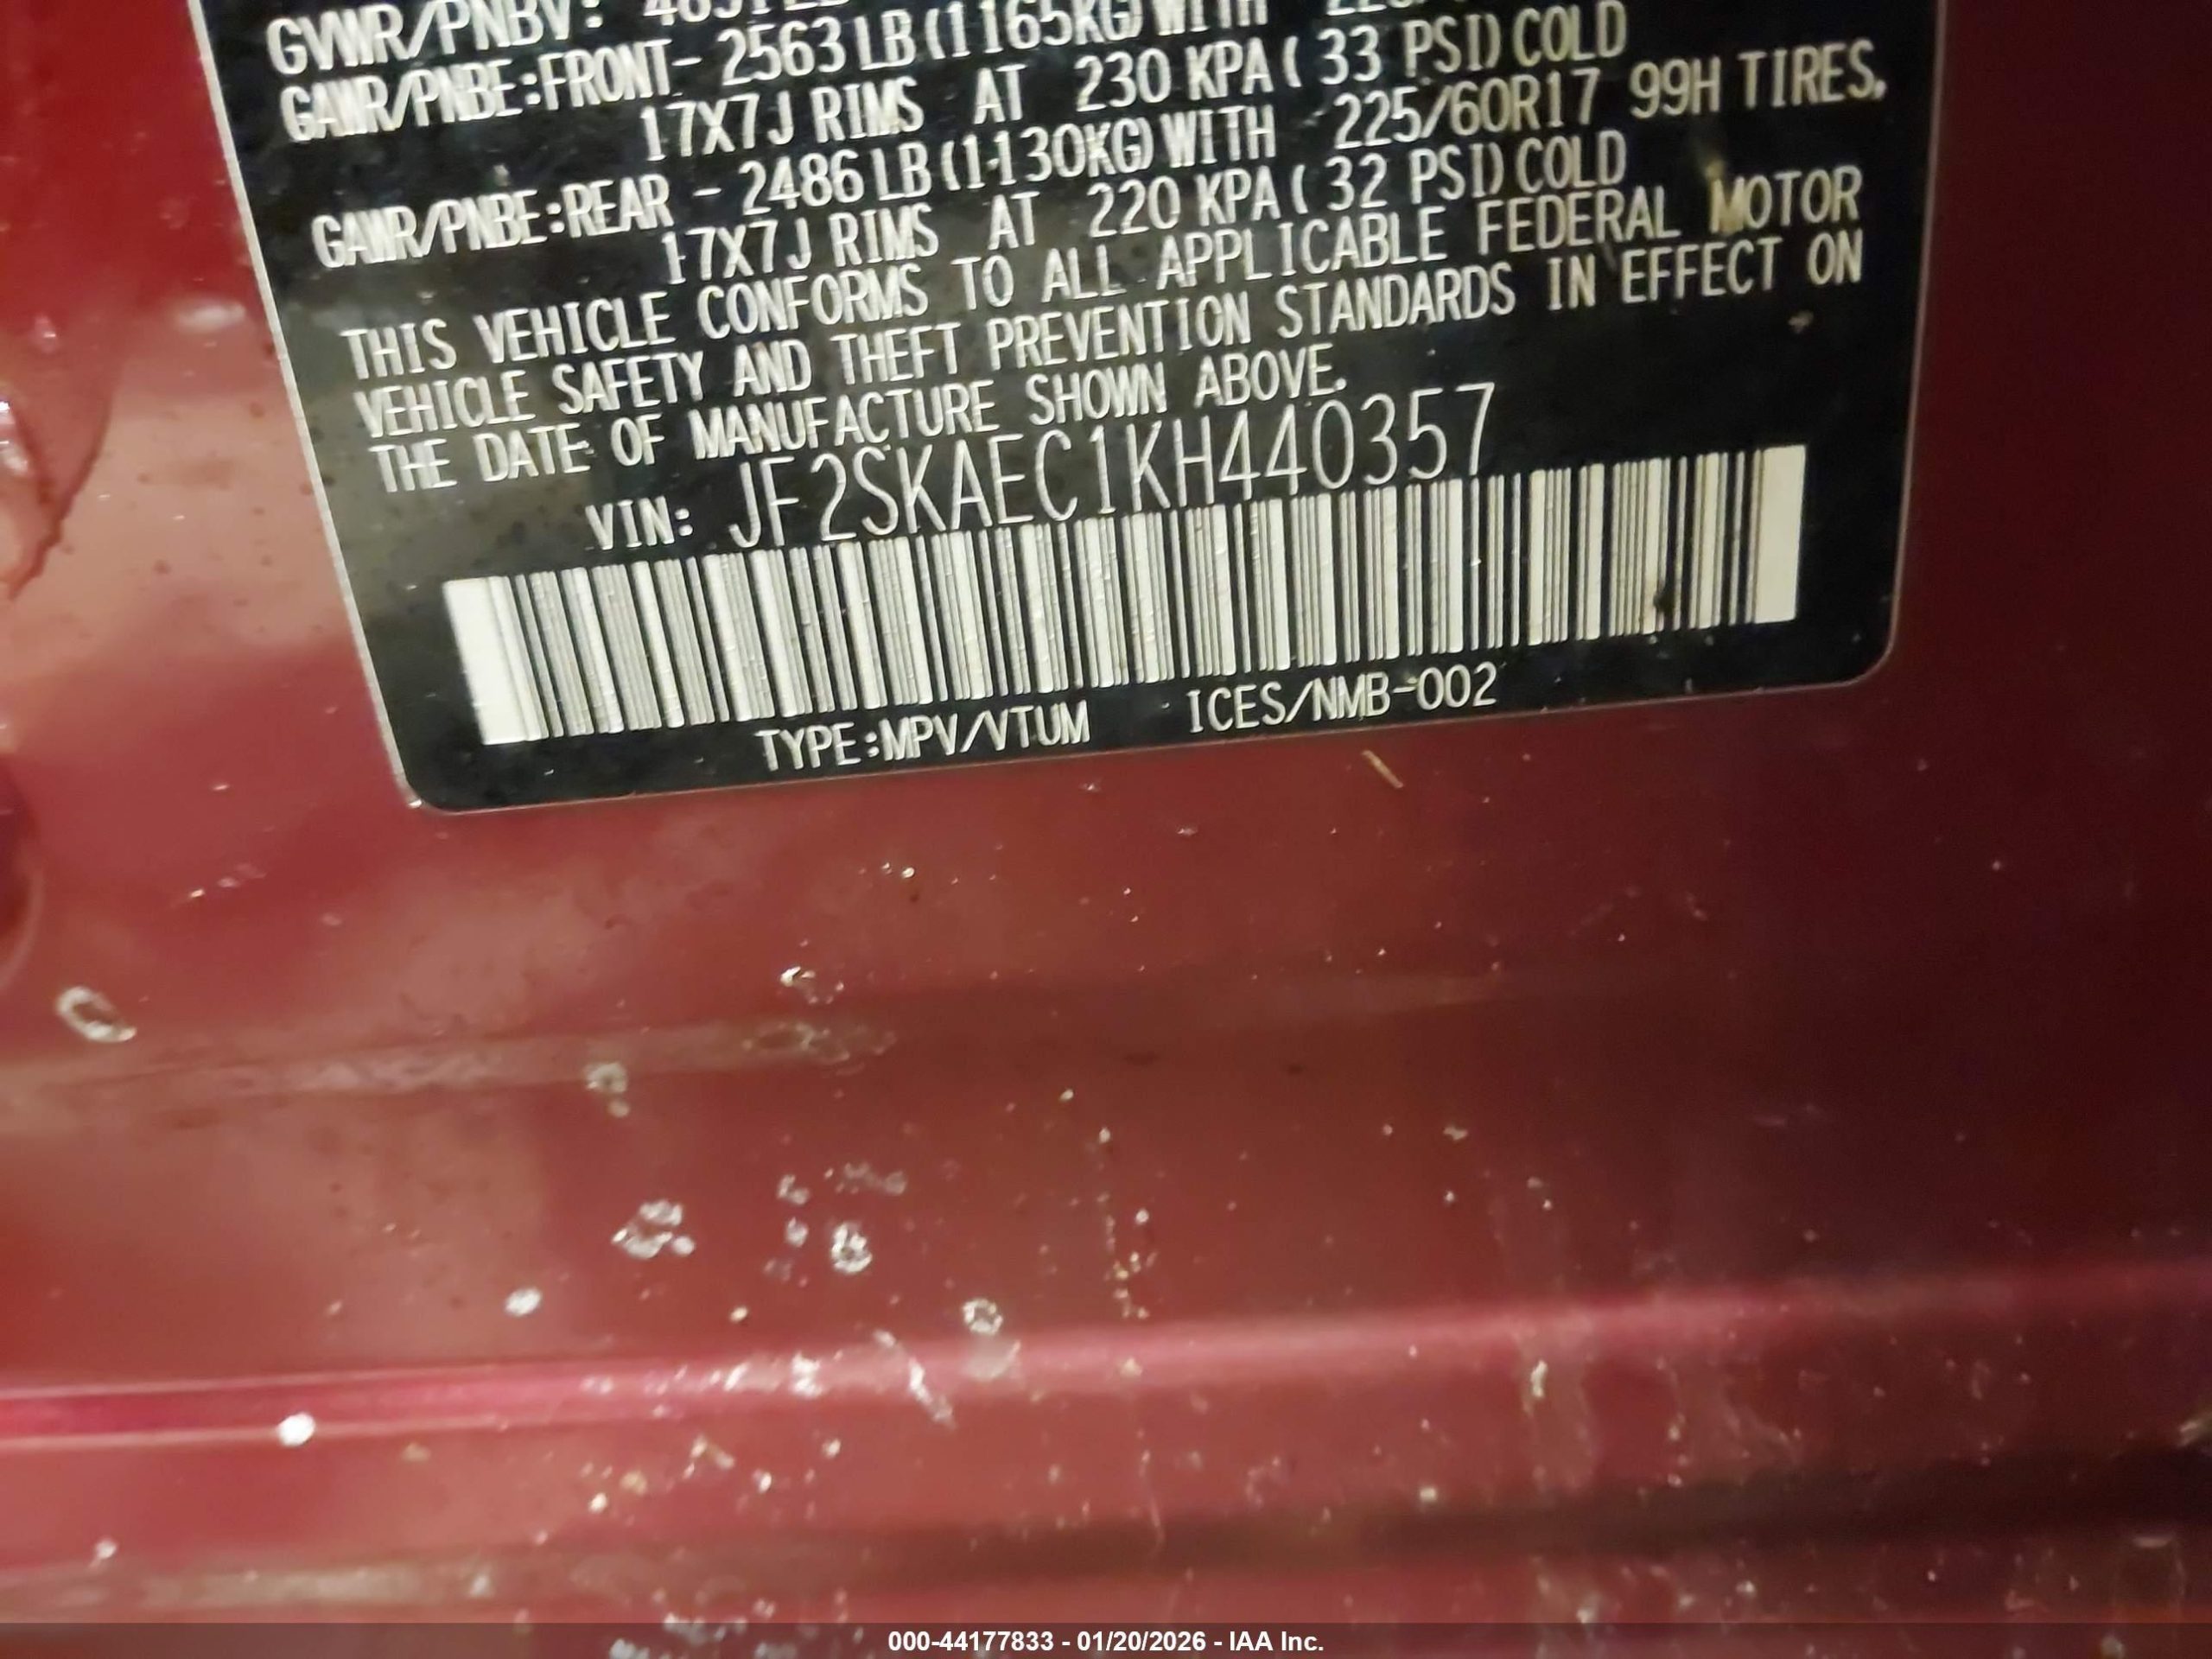 GVWR/PNBV:
GAWR/PNBE:FRONT- 2563 LB (1165KG) WITH
17X7J RIMS AT 230 KPA ( 33 PSI) COLD
GAWR/PNBE:REAR - 2486 LB (1130KG) WITH 225/60R17 99H TIRES,
17X7J RIMS AT 220 KPA ( 32 PSI) COLD
THIS VEHICLE CONFORMS TO ALL APPLICABLE FEDERAL MOTOR
VEHICLE SAFETY AND THEFT PREVENTION STANDARDS IN EFFECT ON
THE DATE OF MANUFACTURE SHOWN ABOVE.
VIN: JF2SKAEC1KH440357
TYPE:MPV/VTUM ICES/NMB-002
000-44177833 - 01/20/2026 - IAA Inc.